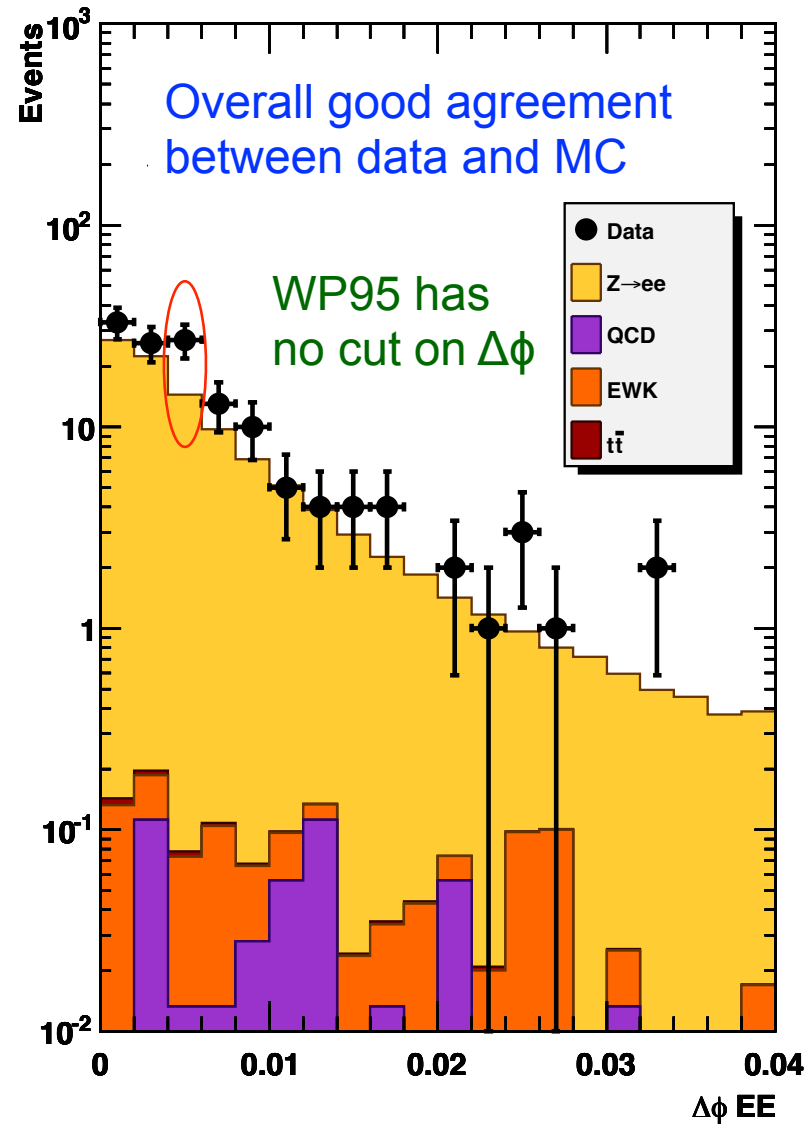 Events
10³
10²
10
1
10⁻¹
10⁻²
Overall good agreement
between data and MC
WP95 has
no cut on Δϕ
Data
Z→ee
QCD
EWK
tt̄
0
0.01
0.02
0.03
0.04
Δϕ EE